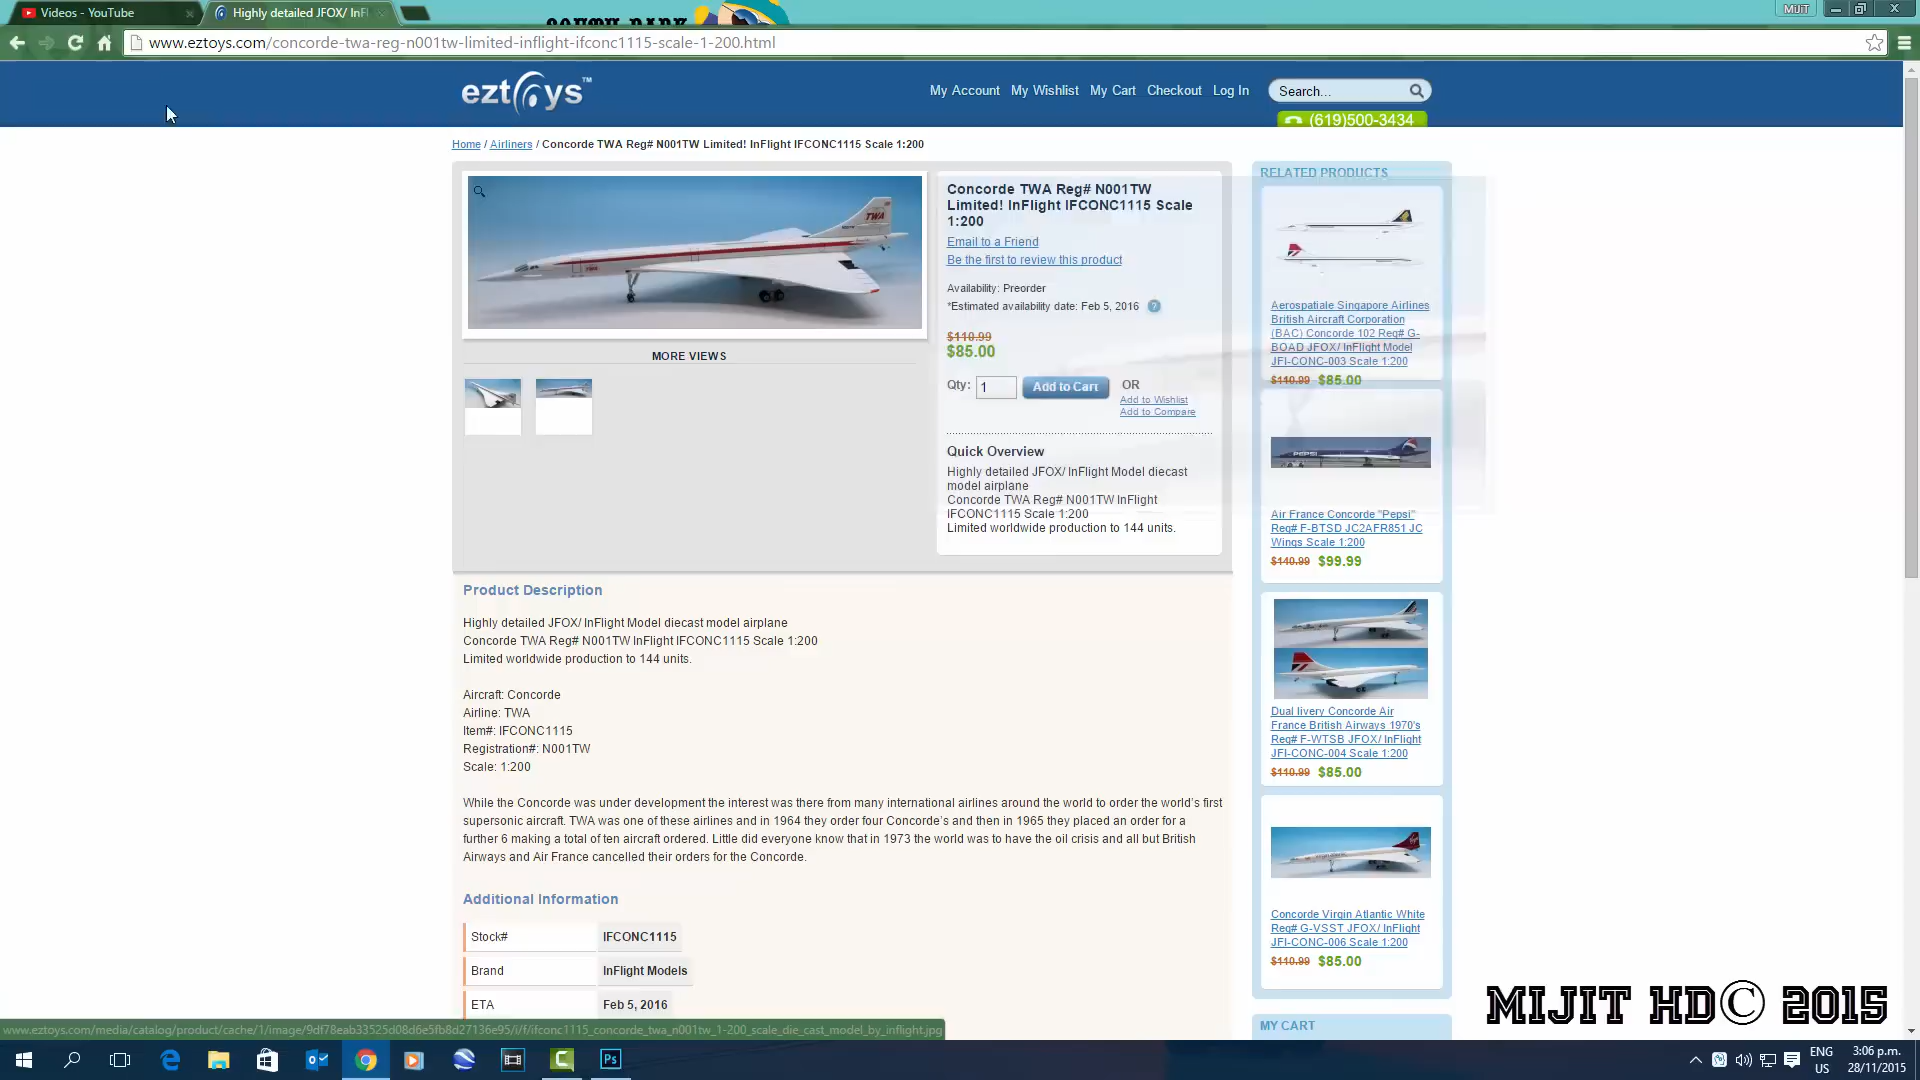 Videos - YouTube
Highly detailed JFOX/ InFl
MIJIT
www.eztoys.com/concorde-twa-reg-n001tw-limited-inflight-ifconc1115-scale-1-200.html
eztoys™
My Account My Wishlist My Cart Checkout Log In
Search...
(619)500-3434
Home / Airliners / Concorde TWA Reg# N001TW Limited! InFlight IFCONC1115 Scale 1:200
TWA
MORE VIEWS
Concorde TWA Reg# N001TW
Limited! InFlight IFCONC1115 Scale
1:200
Email to a Friend
Be the first to review this product
Availability: Preorder
*Estimated availability date: Feb 5, 2016 ?
$110.99
$85.00
Qty: 1 Add to Cart OR
Add to Wishlist
Add to Compare
Quick Overview
Highly detailed JFOX/ InFlight Model diecast
model airplane
Concorde TWA Reg# N001TW InFlight
IFCONC1115 Scale 1:200
Limited worldwide production to 144 units.
Product Description
Highly detailed JFOX/ InFlight Model diecast model airplane
Concorde TWA Reg# N001TW InFlight IFCONC1115 Scale 1:200
Limited worldwide production to 144 units.
Aircraft: Concorde
Airline: TWA
Item#: IFCONC1115
Registration#: N001TW
Scale: 1:200
While the Concorde was under development the interest was there from many international airlines around the world to order the world's first
supersonic aircraft. TWA was one of these airlines and in 1964 they order four Concorde's and then in 1965 they placed an order for a
further 6 making a total of ten aircraft ordered. Little did everyone know that in 1973 the world was to have the oil crisis and all but British
Airways and Air France cancelled their orders for the Concorde.
Additional Information
Stock# IFCONC1115
Brand InFlight Models
ETA Feb 5, 2016
RELATED PRODUCTS
Aerospatiale Singapore Airlines
British Aircraft Corporation
(BAC) Concorde 102 Reg# G-
BOAD JFOX/ InFlight Model
JFI-CONC-003 Scale 1:200
$110.99 $85.00
PEPSI
Air France Concorde "Pepsi"
Reg# F-BTSD JC2AFR851 JC
Wings Scale 1:200
$140.99 $99.99
Dual livery Concorde Air
France British Airways 1970's
Reg# F-WTSB JFOX/ InFlight
JFI-CONC-004 Scale 1:200
$110.99 $85.00
Concorde Virgin Atlantic White
Reg# G-VSST JFOX/ InFlight
JFI-CONC-006 Scale 1:200
$110.99 $85.00
MY CART
MIJIT HD© 2015
www.eztoys.com/media/catalog/product/cache/1/image/9df78eab33525d08d6e5fb8d27136e95/i/f/ifconc1115_concorde_twa_n001tw_1-200_scale_die_cast_model_by_inflight.jpg
Ps
ENG
US
3:06 p.m.
28/11/2015